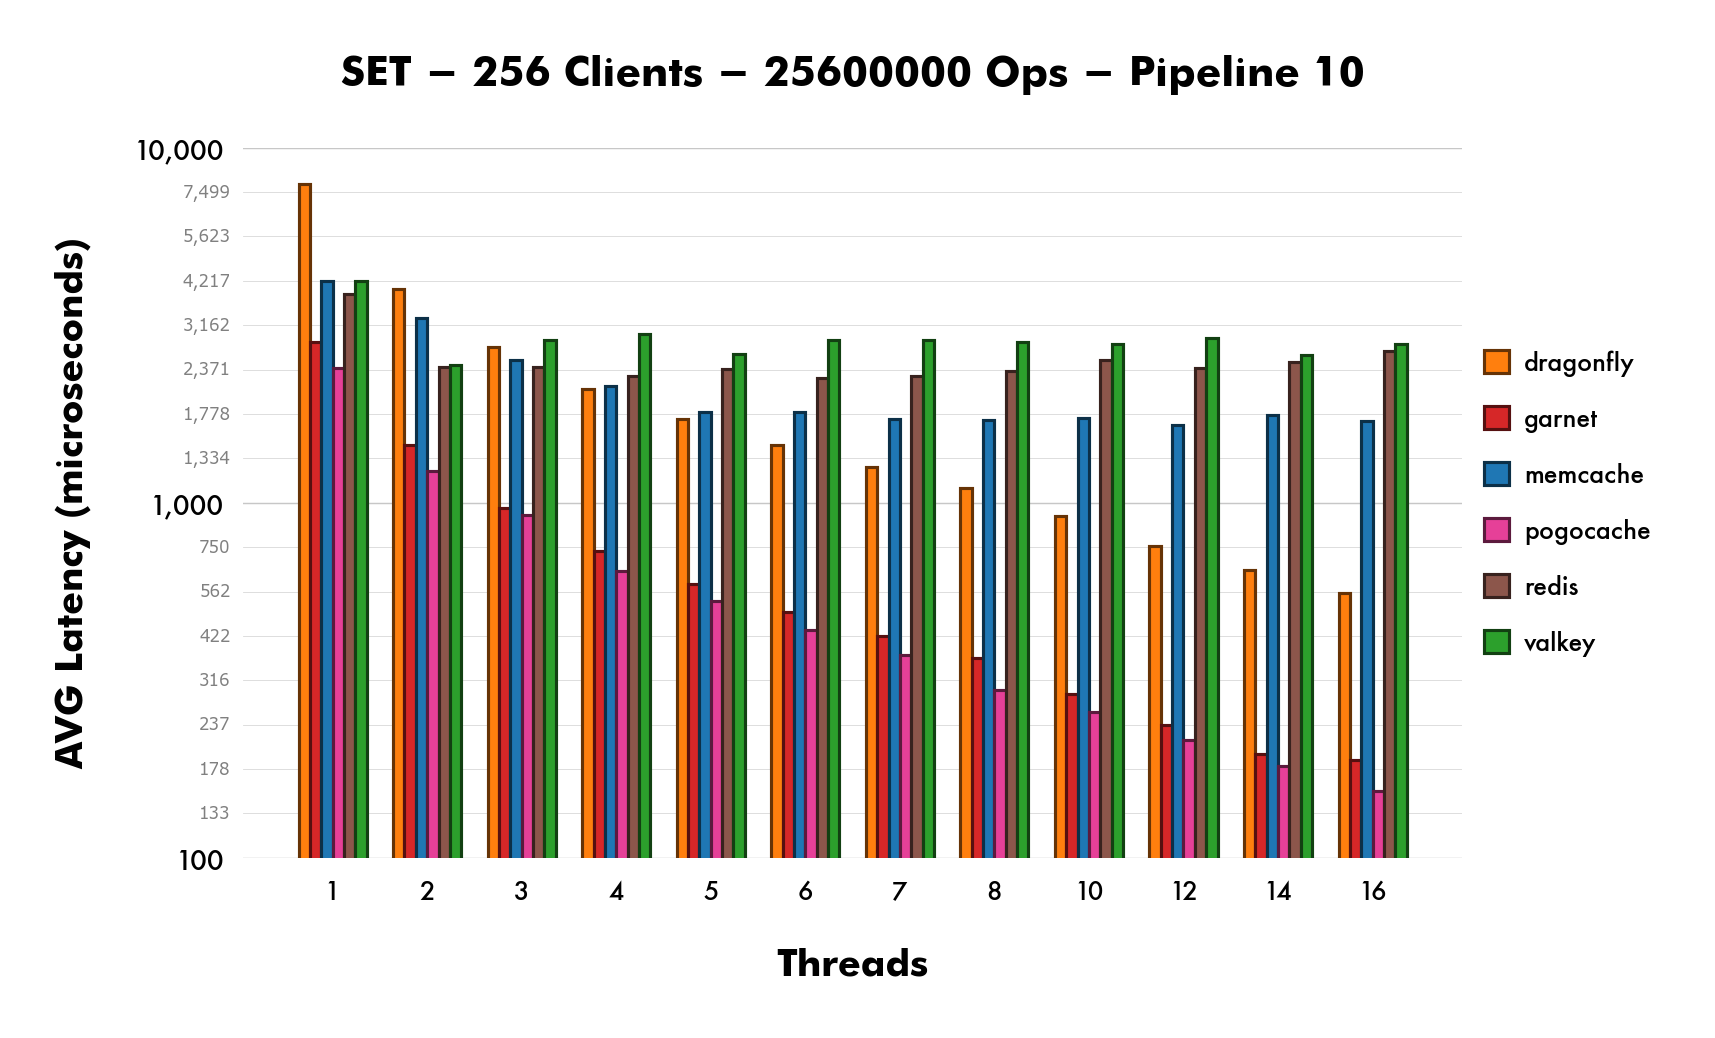 SET – 256 Clients – 25600000 Ops – Pipeline 10
AVG Latency (microseconds)
10,000
7,499
5,623
4,217
3,162
2,371
1,778
1,334
1,000
750
562
422
316
237
178
133
100
1 2 3 4 5 6 7 8 10 12 14 16
Threads
dragonfly
garnet
memcache
pogocache
redis
valkey